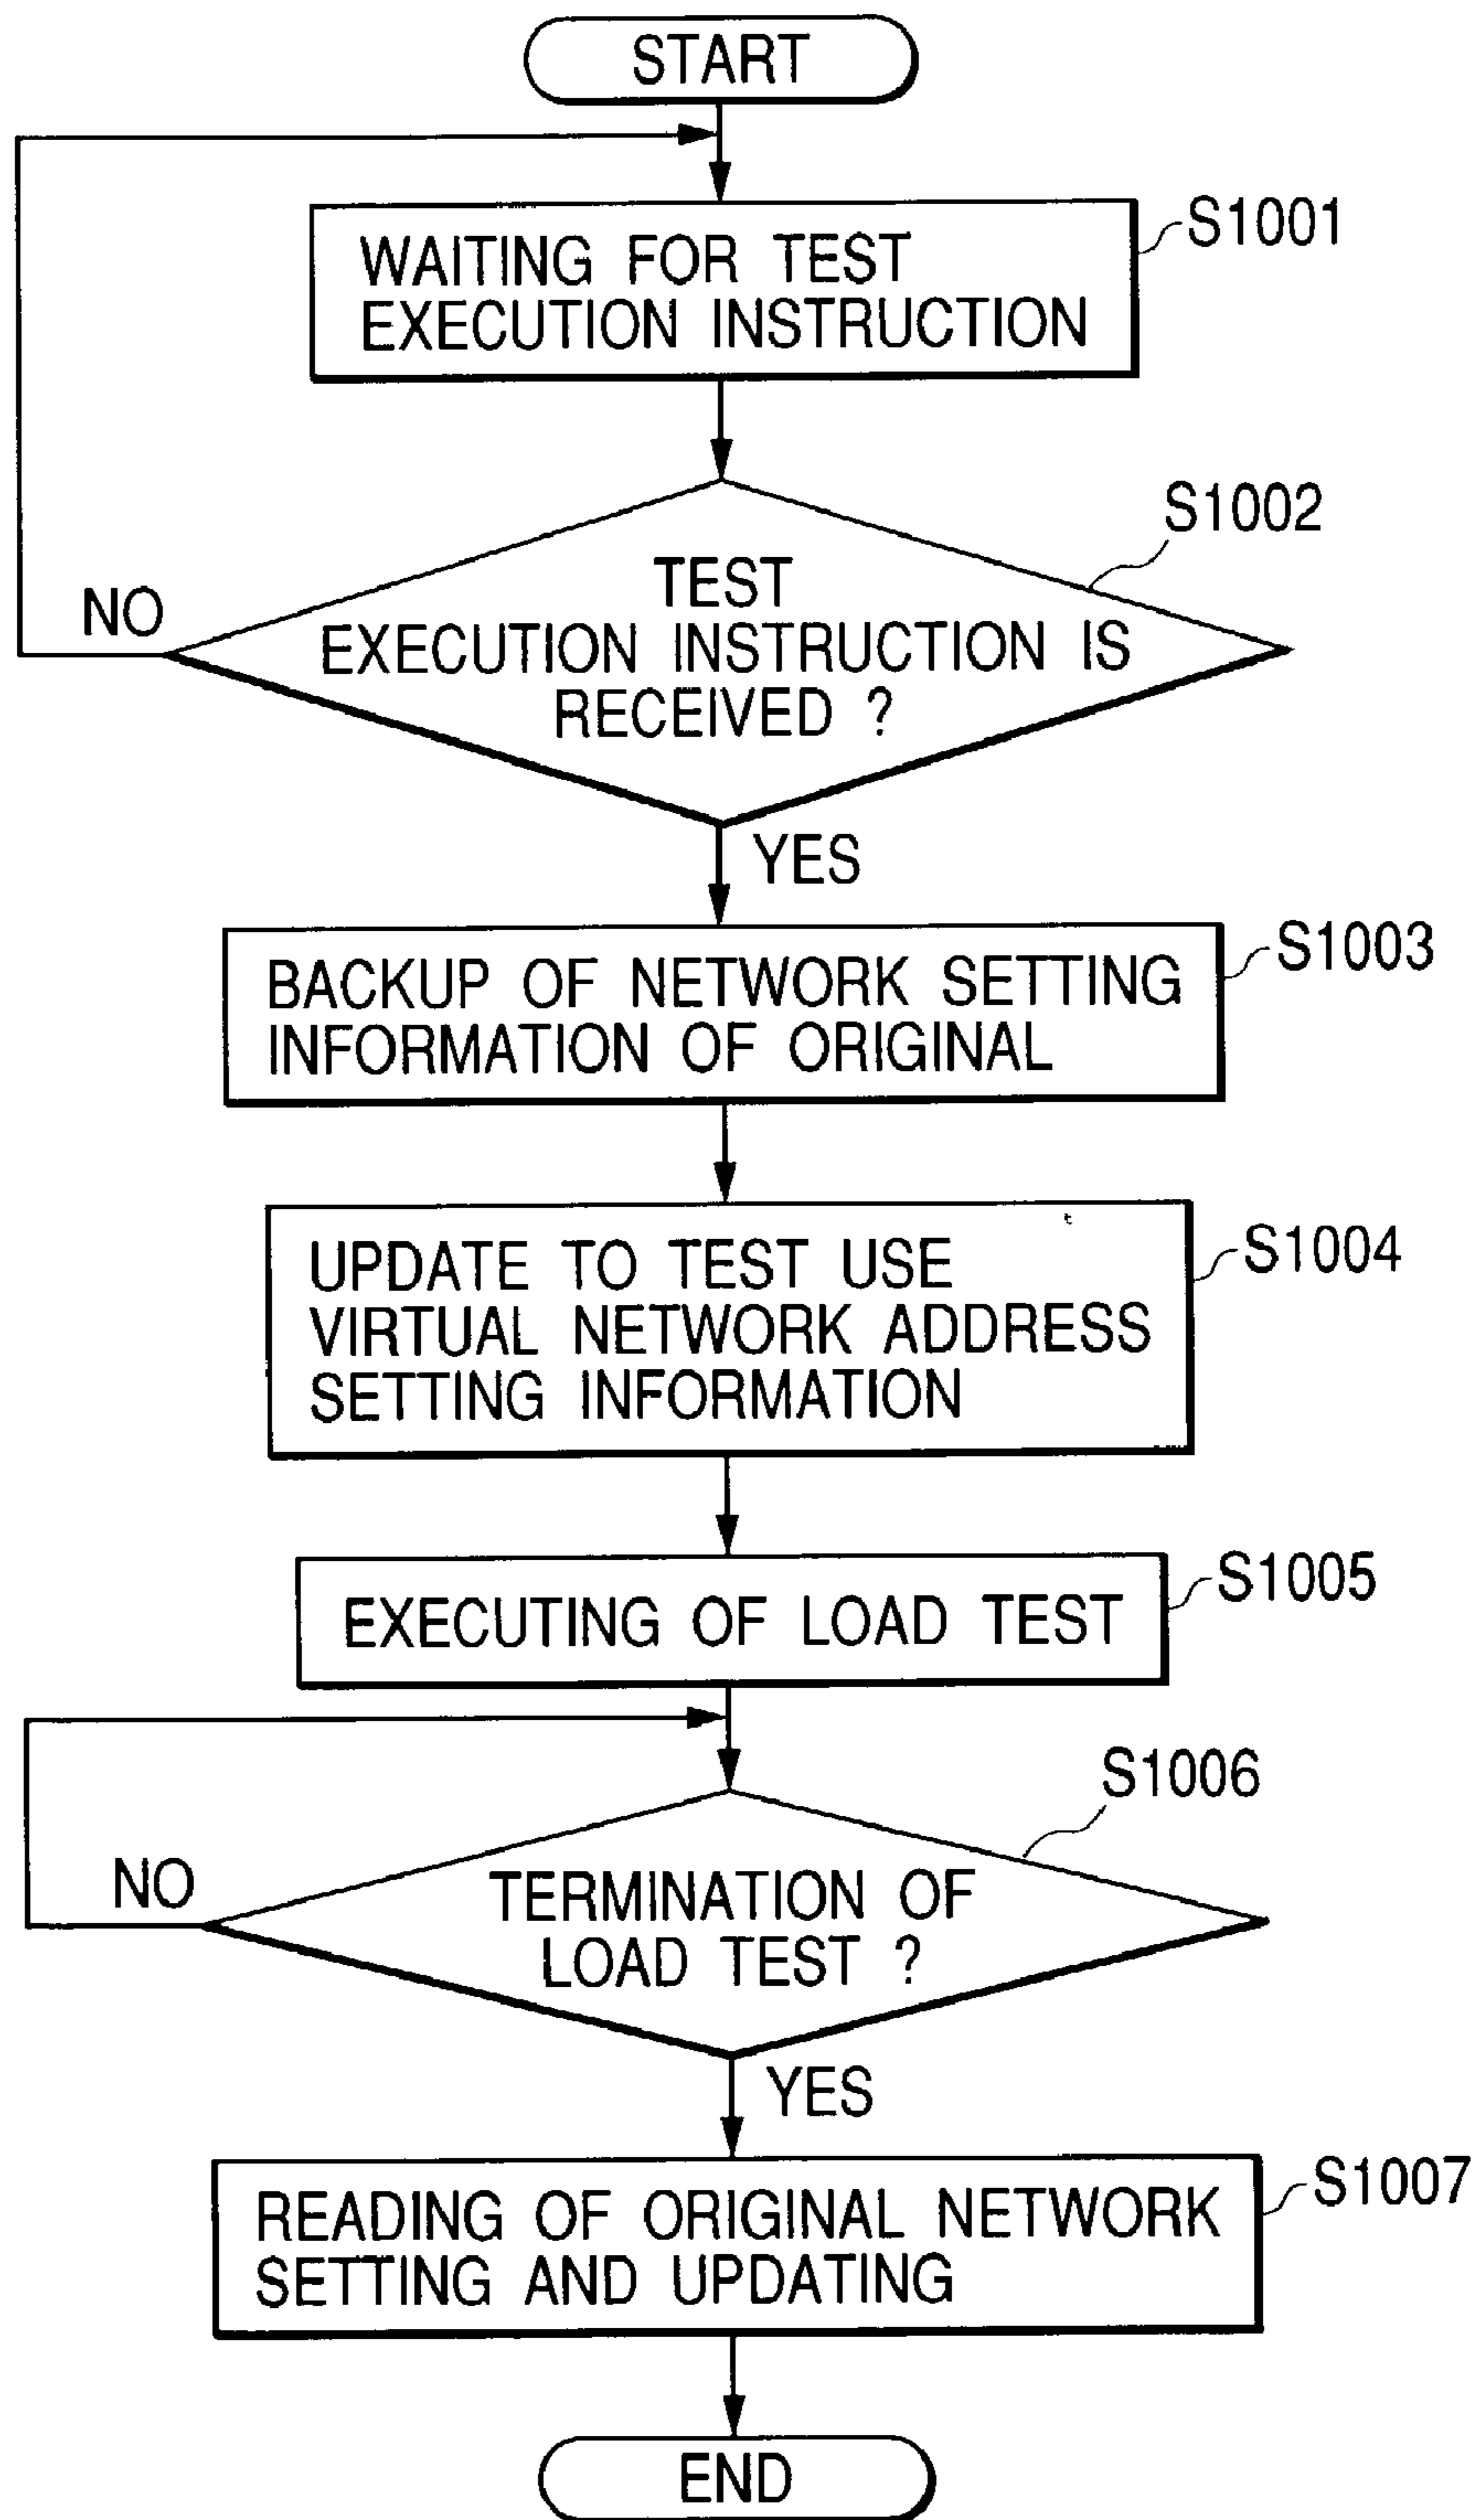 START
WAITING FOR TEST
EXECUTION INSTRUCTION
S1001
S1002
TEST
EXECUTION INSTRUCTION IS
RECEIVED ?
NO
YES
BACKUP OF NETWORK SETTING
INFORMATION OF ORIGINAL
S1003
UPDATE TO TEST USE
VIRTUAL NETWORK ADDRESS
SETTING INFORMATION
S1004
EXECUTING OF LOAD TEST
S1005
S1006
TERMINATION OF
LOAD TEST ?
NO
YES
READING OF ORIGINAL NETWORK
SETTING AND UPDATING
S1007
END